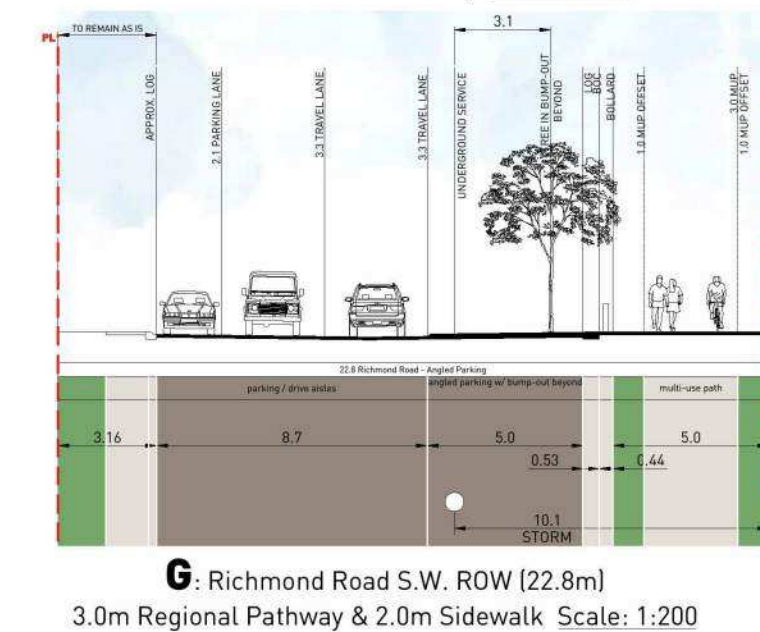 3.1
TO REMAIN AS IS
PL
APPROX. LOG
2.1 PARKING LANE
3.3 TRAVEL LANE
3.3 TRAVEL LANE
UNDERGROUND SERVICE
REE IN BUMP-OUT
BEYOND
LOG
BOC
BOLLARD
1.0 MUP OFFSET
3.0 MUP
1.0 MUP OFFSET
22.8 Richmond Road - Angled Parking
parking / drive aisles
angled parking w/ bump-out beyond
multi-use path
3.16
8.7
5.0
5.0
0.53
0.44
10.1
STORM
G: Richmond Road S.W. ROW (22.8m)
3.0m Regional Pathway & 2.0m Sidewalk Scale: 1:200